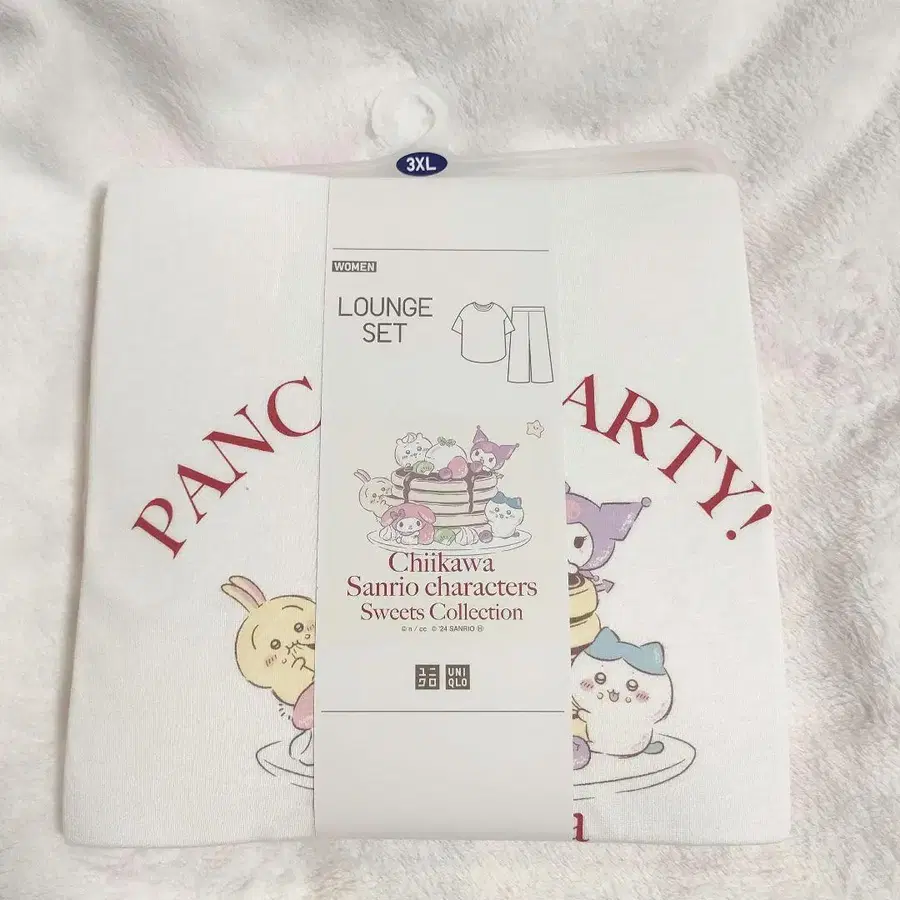 3XL
WOMEN
LOUNGE
SET
PANC
ARTY!
Chiikawa
Sanrio characters
Sweets Collection
© n / cc © '24 SANRIO Ⓗ
ユニ
クロ
UNI
QLO